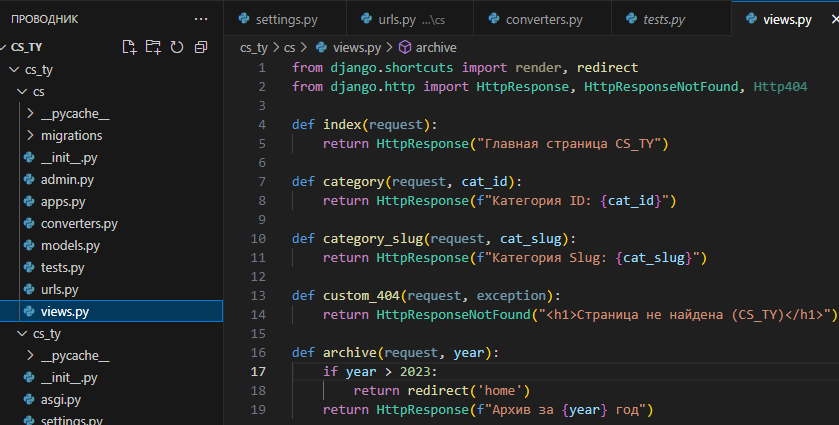 ПРОВОДНИК ...
CS_TY
cs_ty
cs
__pycache__
migrations
__init__.py
admin.py
apps.py
converters.py
models.py
tests.py
urls.py
views.py
cs_ty
__pycache__
__init__.py
asgi.py
settings.py
settings.py urls.py ...\cs converters.py tests.py views.py
cs_ty > cs > views.py > archive
1 from django.shortcuts import render, redirect
2 from django.http import HttpResponse, HttpResponseNotFound, Http404
3
4 def index(request):
5 return HttpResponse("Главная страница CS_TY")
6
7 def category(request, cat_id):
8 return HttpResponse(f"Категория ID: {cat_id}")
9
10 def category_slug(request, cat_slug):
11 return HttpResponse(f"Категория Slug: {cat_slug}")
12
13 def custom_404(request, exception):
14 return HttpResponseNotFound("<h1>Страница не найдена (CS_TY)</h1>")
15
16 def archive(request, year):
17 if year > 2023:
18 return redirect('home')
19 return HttpResponse(f"Архив за {year} год")